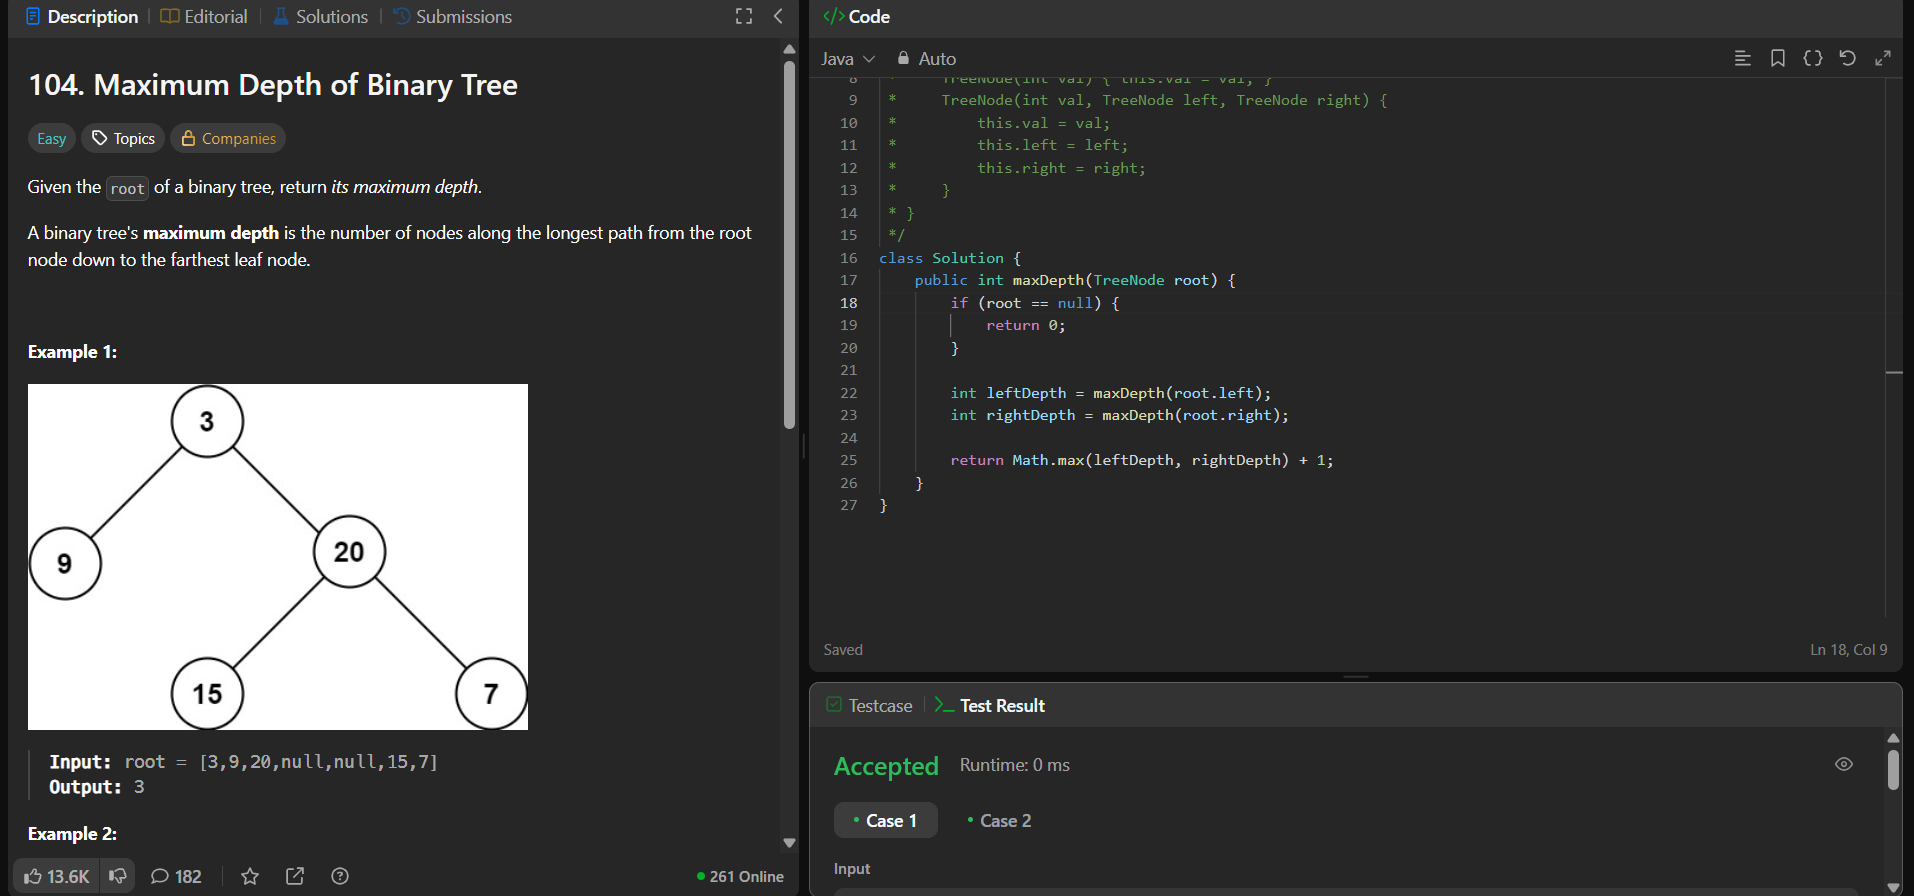 Description
Editorial
Solutions
Submissions
104. Maximum Depth of Binary Tree
Easy
Topics
Companies
Given the root of a binary tree, return its maximum depth.
A binary tree's maximum depth is the number of nodes along the longest path from the root
node down to the farthest leaf node.
Example 1:
3
9
20
15
7
Input: root = [3,9,20,null,null,15,7]
Output: 3
Example 2:
13.6K
182
261 Online
</> Code
Java
Auto
8 * TreeNode(int val) { this.val = val; }
9 * TreeNode(int val, TreeNode left, TreeNode right) {
10 * this.val = val;
11 * this.left = left;
12 * this.right = right;
13 * }
14 * }
15 */
16 class Solution {
17 public int maxDepth(TreeNode root) {
18 if (root == null) {
19 return 0;
20 }
21
22 int leftDepth = maxDepth(root.left);
23 int rightDepth = maxDepth(root.right);
24
25 return Math.max(leftDepth, rightDepth) + 1;
26 }
27 }
Saved
Ln 18, Col 9
Testcase
Test Result
Accepted
Runtime: 0 ms
Case 1
Case 2
Input